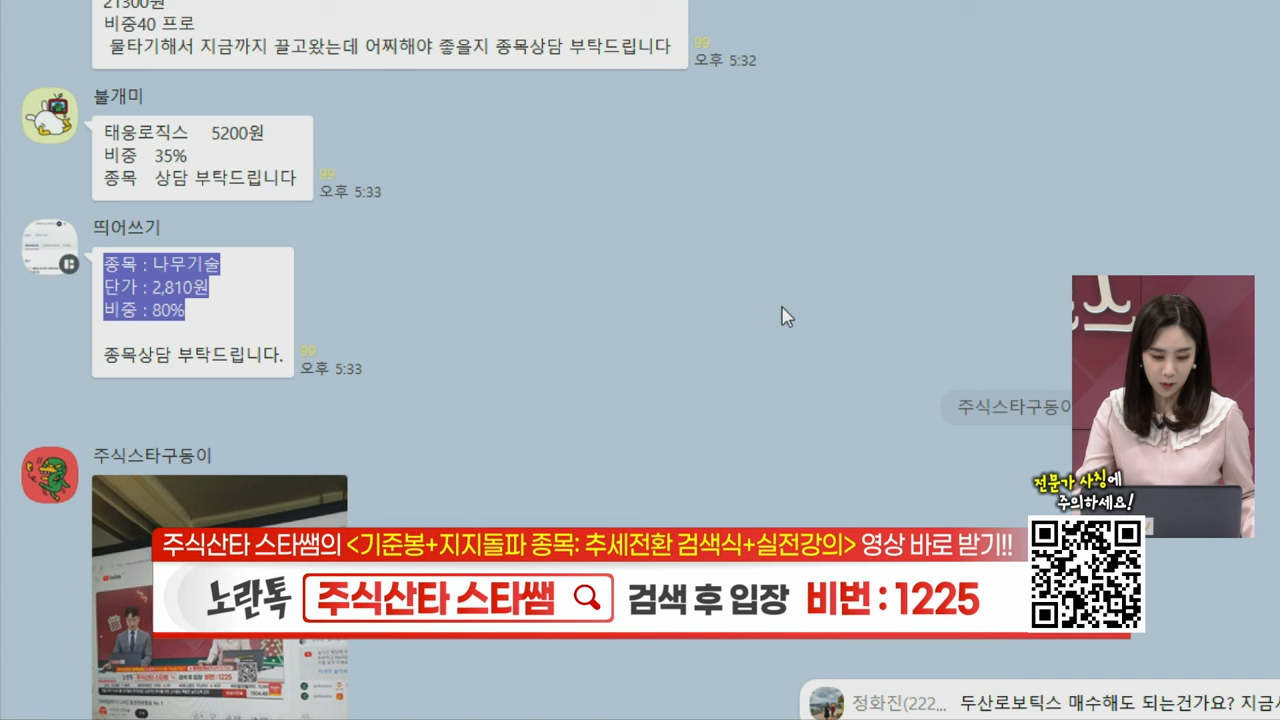 21300원
비중40 프로
물타기해서 지금까지 끌고왔는데 어찌해야 좋을지 종목상담 부탁드립니다
99
오후 5:32
불개미
태웅로직스 5200원
비중 35%
종목 상담 부탁드립니다
99
오후 5:33
띄어쓰기
종목 : 나무기술
단가 : 2,810원
비중 : 80%
종목상담 부탁드립니다.
99
오후 5:33
주식스타구동이
주식스타구동이
전문가 사칭에
주의하세요!
주식산타 스타쌤의 <기준봉+지지돌파 종목: 추세전환 검색식+실전강의> 영상 바로 받기!!
노란톡 주식산타 스타쌤 검색 후 입장 비번 : 1225
정화진(222... 두산로보틱스 매수해도 되는건가요? 지금